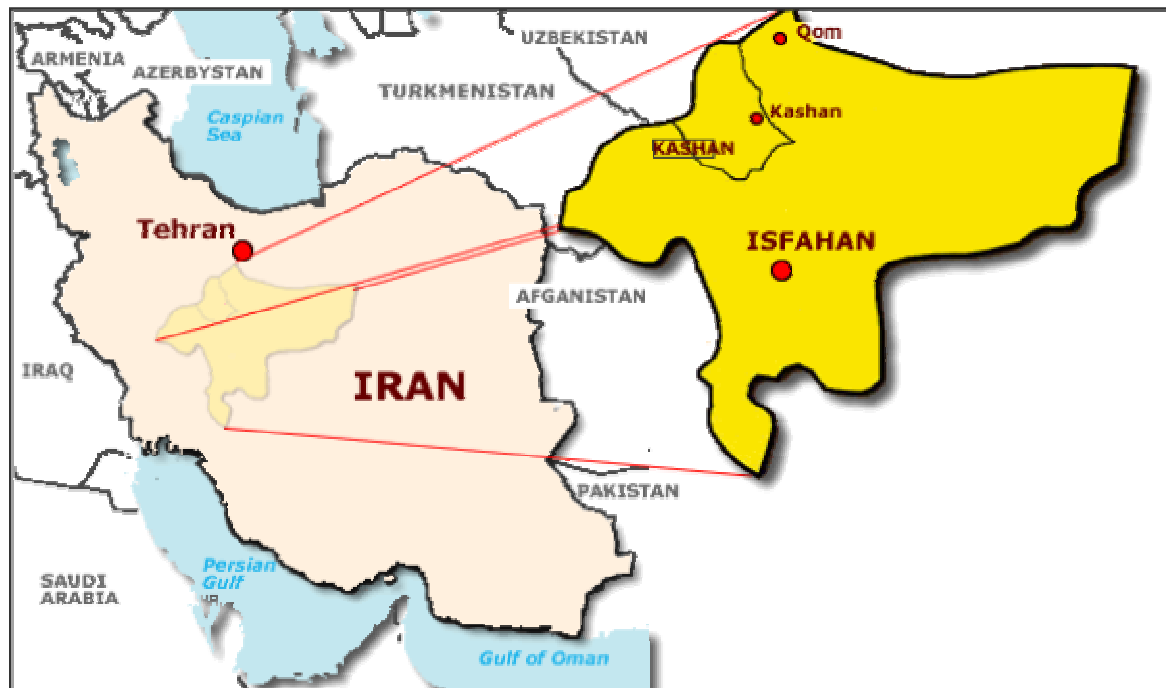 UZBEKISTAN
Qom
ARMENIA
AZERBYSTAN
TURKMENISTAN
Caspian
Sea
Kashan
KASHAN
Tehran
ISFAHAN
AFGANISTAN
IRAQ
IRAN
PAKISTAN
Persian
Gulf
SAUDI
ARABIA
Gulf of Oman